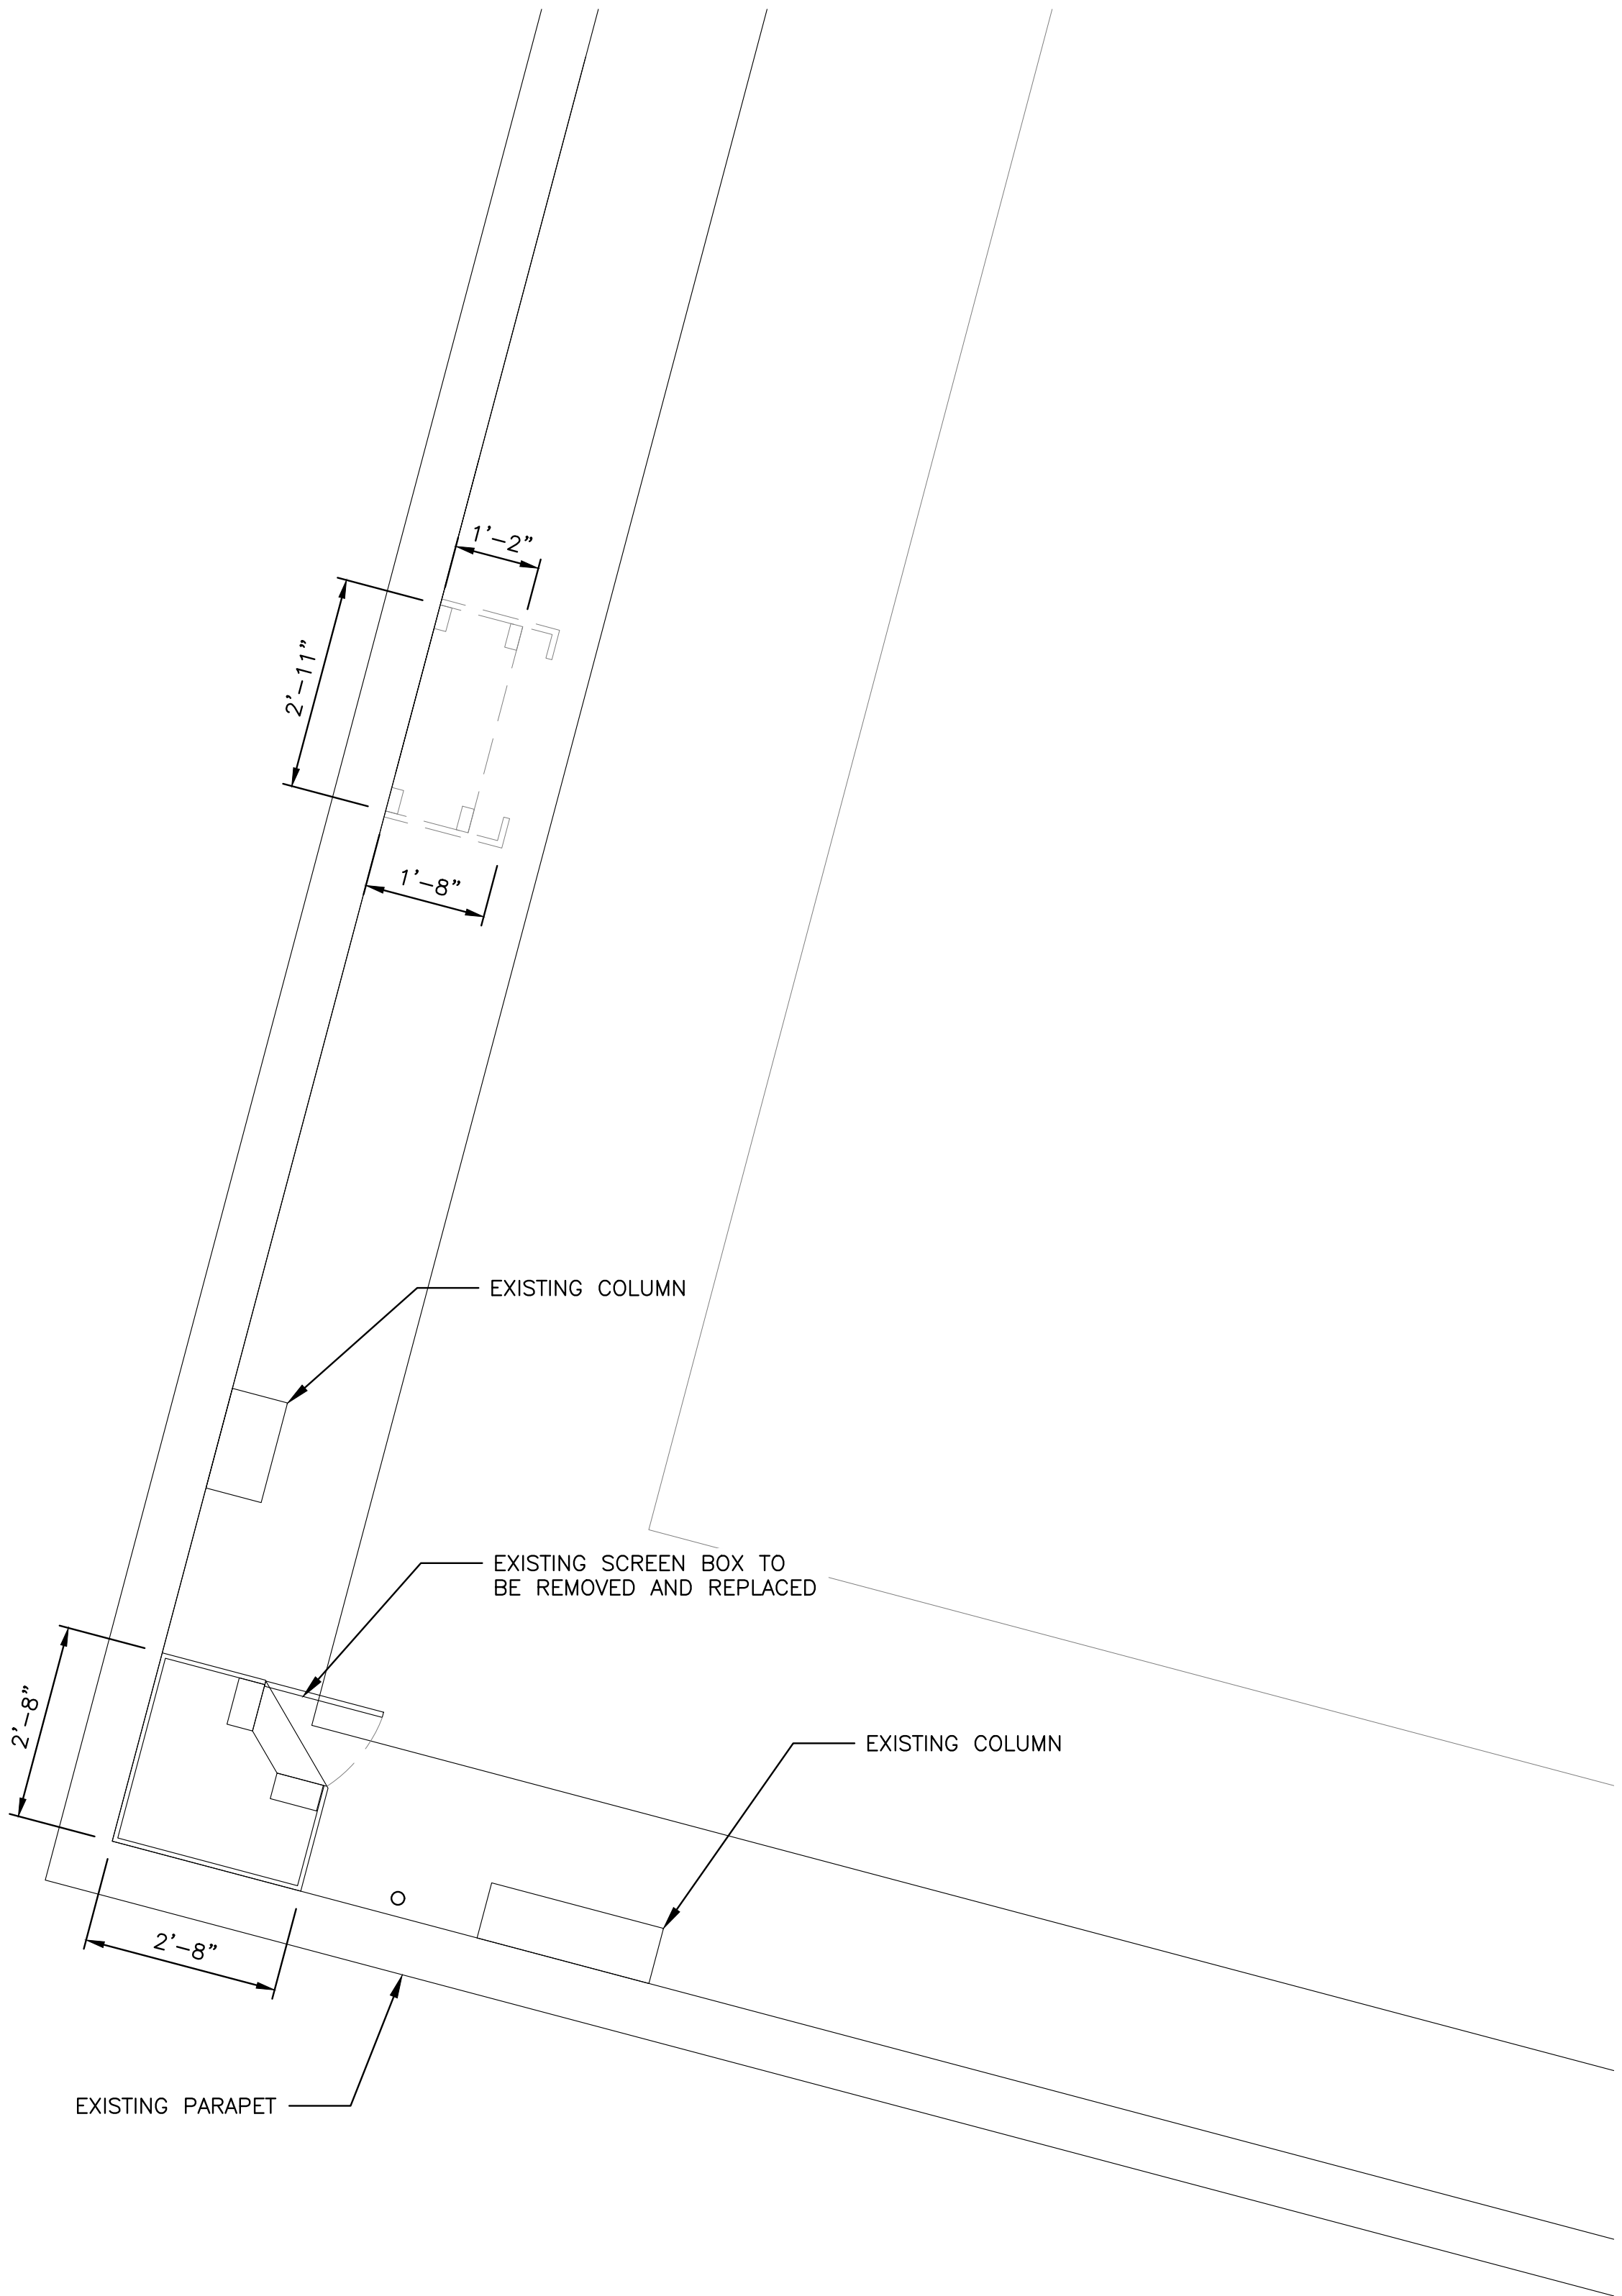 1'-2"
2'-11"
1'-8"
EXISTING COLUMN
EXISTING SCREEN BOX TO
BE REMOVED AND REPLACED
2'-8"
EXISTING COLUMN
2'-8"
EXISTING PARAPET